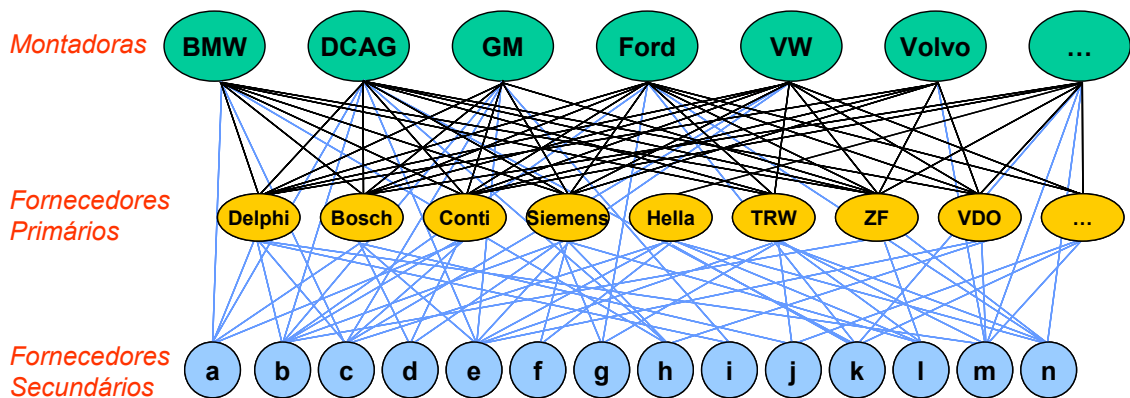 Montadoras
BMW DCAG GM Ford VW Volvo ...
Fornecedores
Primários
Delphi Bosch Conti Siemens Hella TRW ZF VDO ...
Fornecedores
Secundários
a b c d e f g h i j k l m n